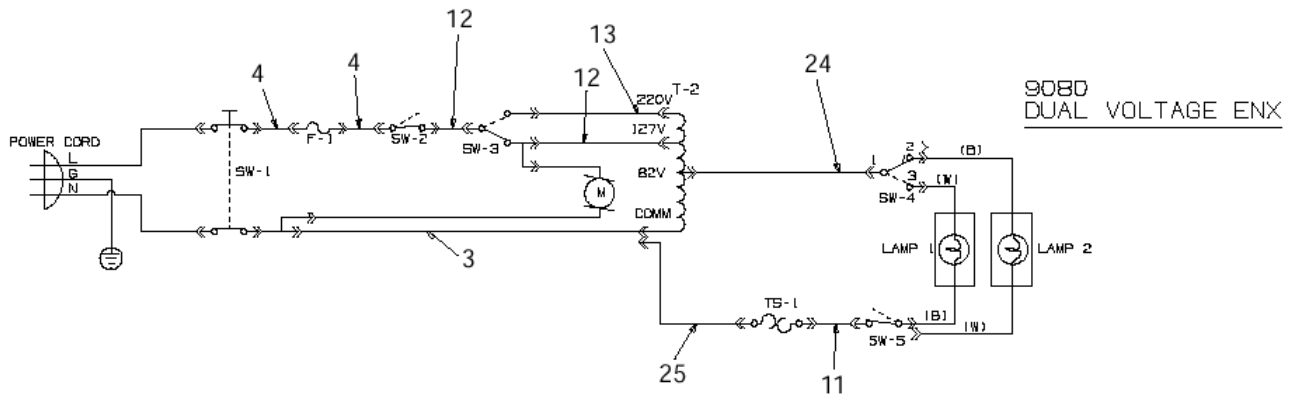 12
13
24
4
4
12
T-2
220V
9080
DUAL VOLTAGE ENX
127V
F-1
SW-2
SW-3
POWER CORD
L
G
N
SW-1
82V
M
COMM
1
2
3
(B)
(W)
SW-4
LAMP 1
LAMP 2
3
TS-1
(B)
(W)
SW-5
25
11